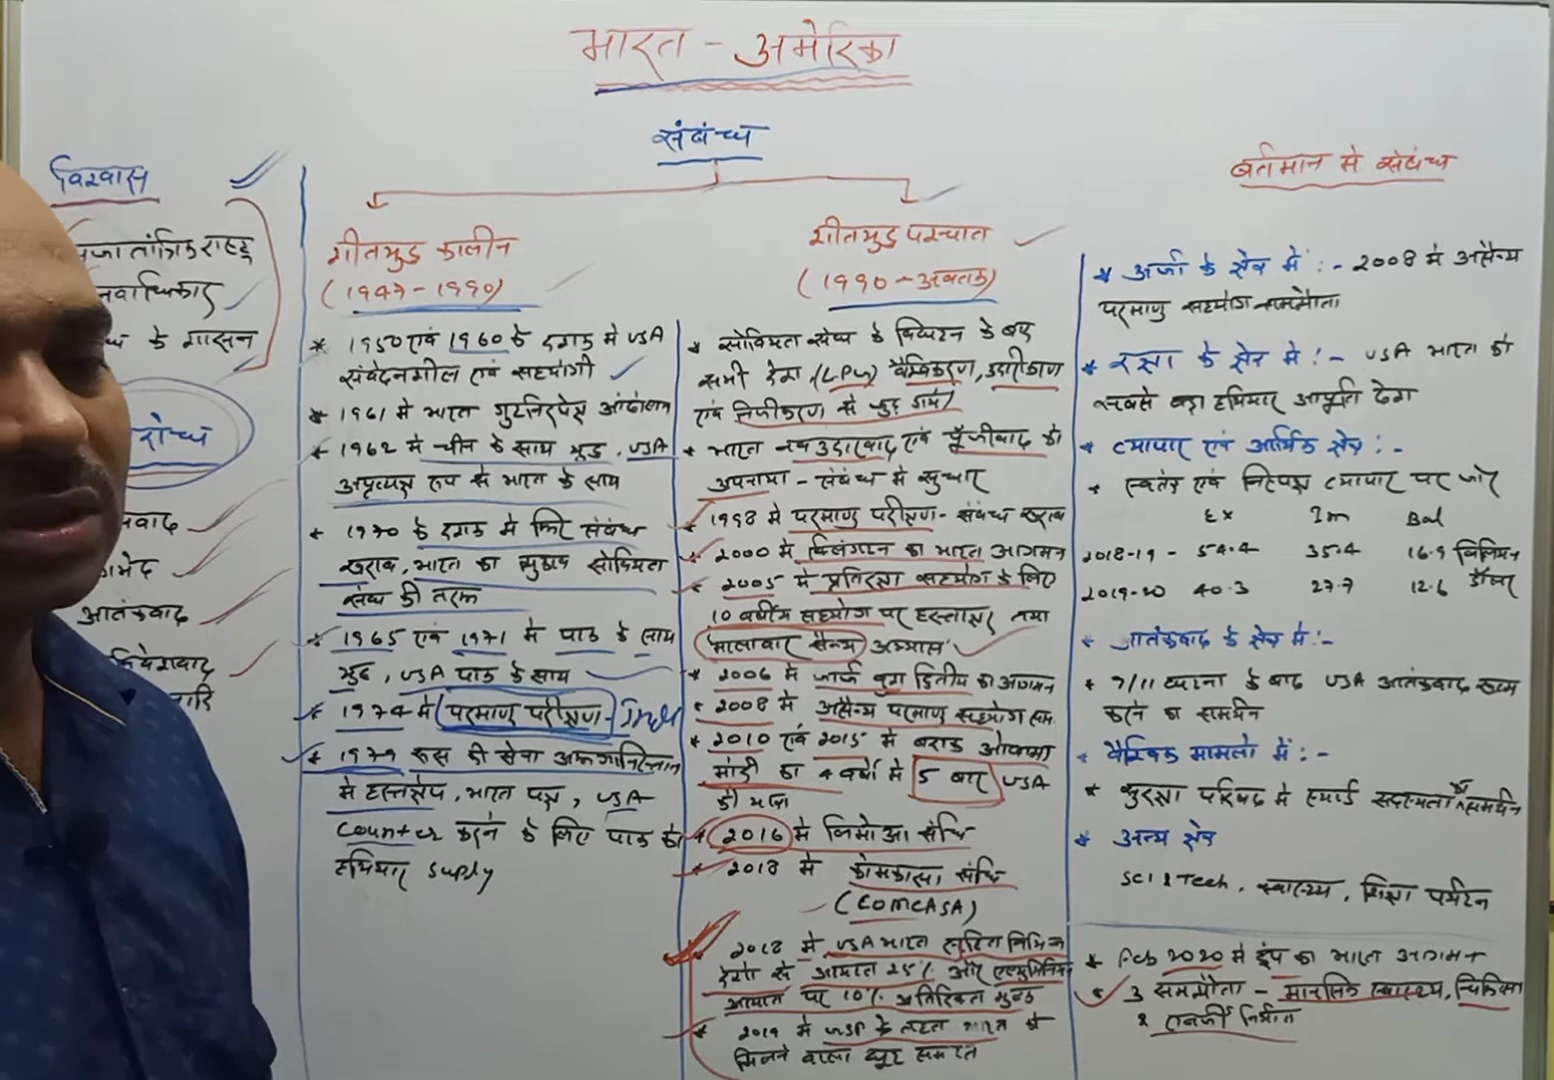 भारत - अमेरिका
संबंध
विश्वास
प्रजातांत्रिक राष्ट्र
के शासन
आतंकवाद
शीतयुद्ध कालीन
(1947-1990)
* 1950 एवं 1960 के दशक में USA
संवेदनशील एवं सहयोगी
* 1961 में भारत गुटनिरपेक्ष आंदोलन
* 1962 में चीन के साथ युद्ध, USA
अप्रत्यक्ष रूप से भारत के साथ
* 1970 के दशक में फिर संबंध
खराब, भारत का झुकाव सोवियत
संघ की तरफ
* 1965 एवं 1971 में पाक के साथ
युद्ध, USA पाक के साथ
* 1974 में परमाणु परीक्षण -
* 1979 रूस की सेवा अफगानिस्तान
में हस्तक्षेप, भारत पक्ष, USA
Counter करने के लिए पाक को
हथियार Supply
शीतयुद्ध पश्चात
(1990-अबतक)
* सोवियत संघ के विघटन के बाद
सभी देश (LPG) वैश्विकरण, उदारीकरण
एवं निजीकरण से जुड़ गये
* भारत नव उदारवाद एवं पूँजीवाद को
अपनाया - संबंध में सुधार
* 1998 में परमाणु परीक्षण - संबंध खराब
* 2000 में क्लिंगटन का भारत आगमन
* 2005 में प्रतिरक्षा सहयोग के लिए
10 वर्षीय सहयोग पर हस्ताक्षर तथा
मालाबार सैन्य अभ्यास
* 2006 में जार्ज बुश द्वितीय का आगमन
* 2008 में असैन्य परमाणु सहयोग सम.
* 2010 एवं 2015 में बराक ओबामा
मोदी का 4 वर्षो में 5 बार USA
की यात्रा
* 2016 में लिमोआ संधि
* 2018 में कोमकासा संधि
(COMCASA)
* 2018 में USA भारत सहित विभिन्न
देशों से आयात 25% और एल्युमिनियम
आयात पर 10% अतिरिक्त शुल्क
* 2019 में GSP के तहत भारत को
मिलने वाला छूट समाप्त
वर्तमान में संबंध
* ऊर्जा के क्षेत्र में :- 2008 में असैन्य
परमाणु सहयोग समझौता
* रक्षा के क्षेत्र में :- USA भारत को
सबसे बड़ा हथियार आपूर्ति देश
* व्यापार एवं आर्थिक क्षेत्र :-
* स्वतंत्र एवं निष्पक्ष व्यापार पर जोर
Ex Im Bal
2018-19 - 54.4 35.4 16.9 बिलियन
2019-20 40.3 27.7 12.6 डॉलर
* आतंकवाद के क्षेत्र में :-
* 9/11 घटना के बाद USA आतंकवाद खत्म
करने का समर्थन
* वैश्विक मामलो में :-
* सुरक्षा परिषद में स्थाई सदस्यता में समर्थन
* अन्य क्षेत्र
Sci & Tech, स्वास्थ्य, शिक्षा पर्यटन
* Feb 2020 में ट्रंप का भारत आगमन
* 3 समझौता - मानसिक स्वास्थ्य, चिकित्सा
& एनर्जी निर्यात